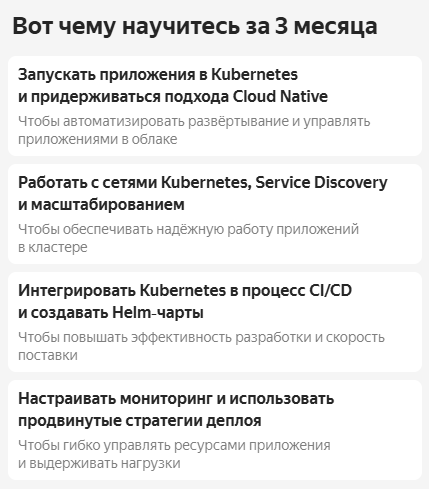 Вот чему научитесь за 3 месяца
Запускать приложения в Kubernetes
и придерживаться подхода Cloud Native
Чтобы автоматизировать развёртывание и управлять
приложениями в облаке
Работать с сетями Kubernetes, Service Discovery
и масштабированием
Чтобы обеспечивать надёжную работу приложений
в кластере
Интегрировать Kubernetes в процесс CI/CD
и создавать Helm-чарты
Чтобы повышать эффективность разработки и скорость
поставки
Настраивать мониторинг и использовать
продвинутые стратегии деплоя
Чтобы гибко управлять ресурсами приложения
и выдерживать нагрузки